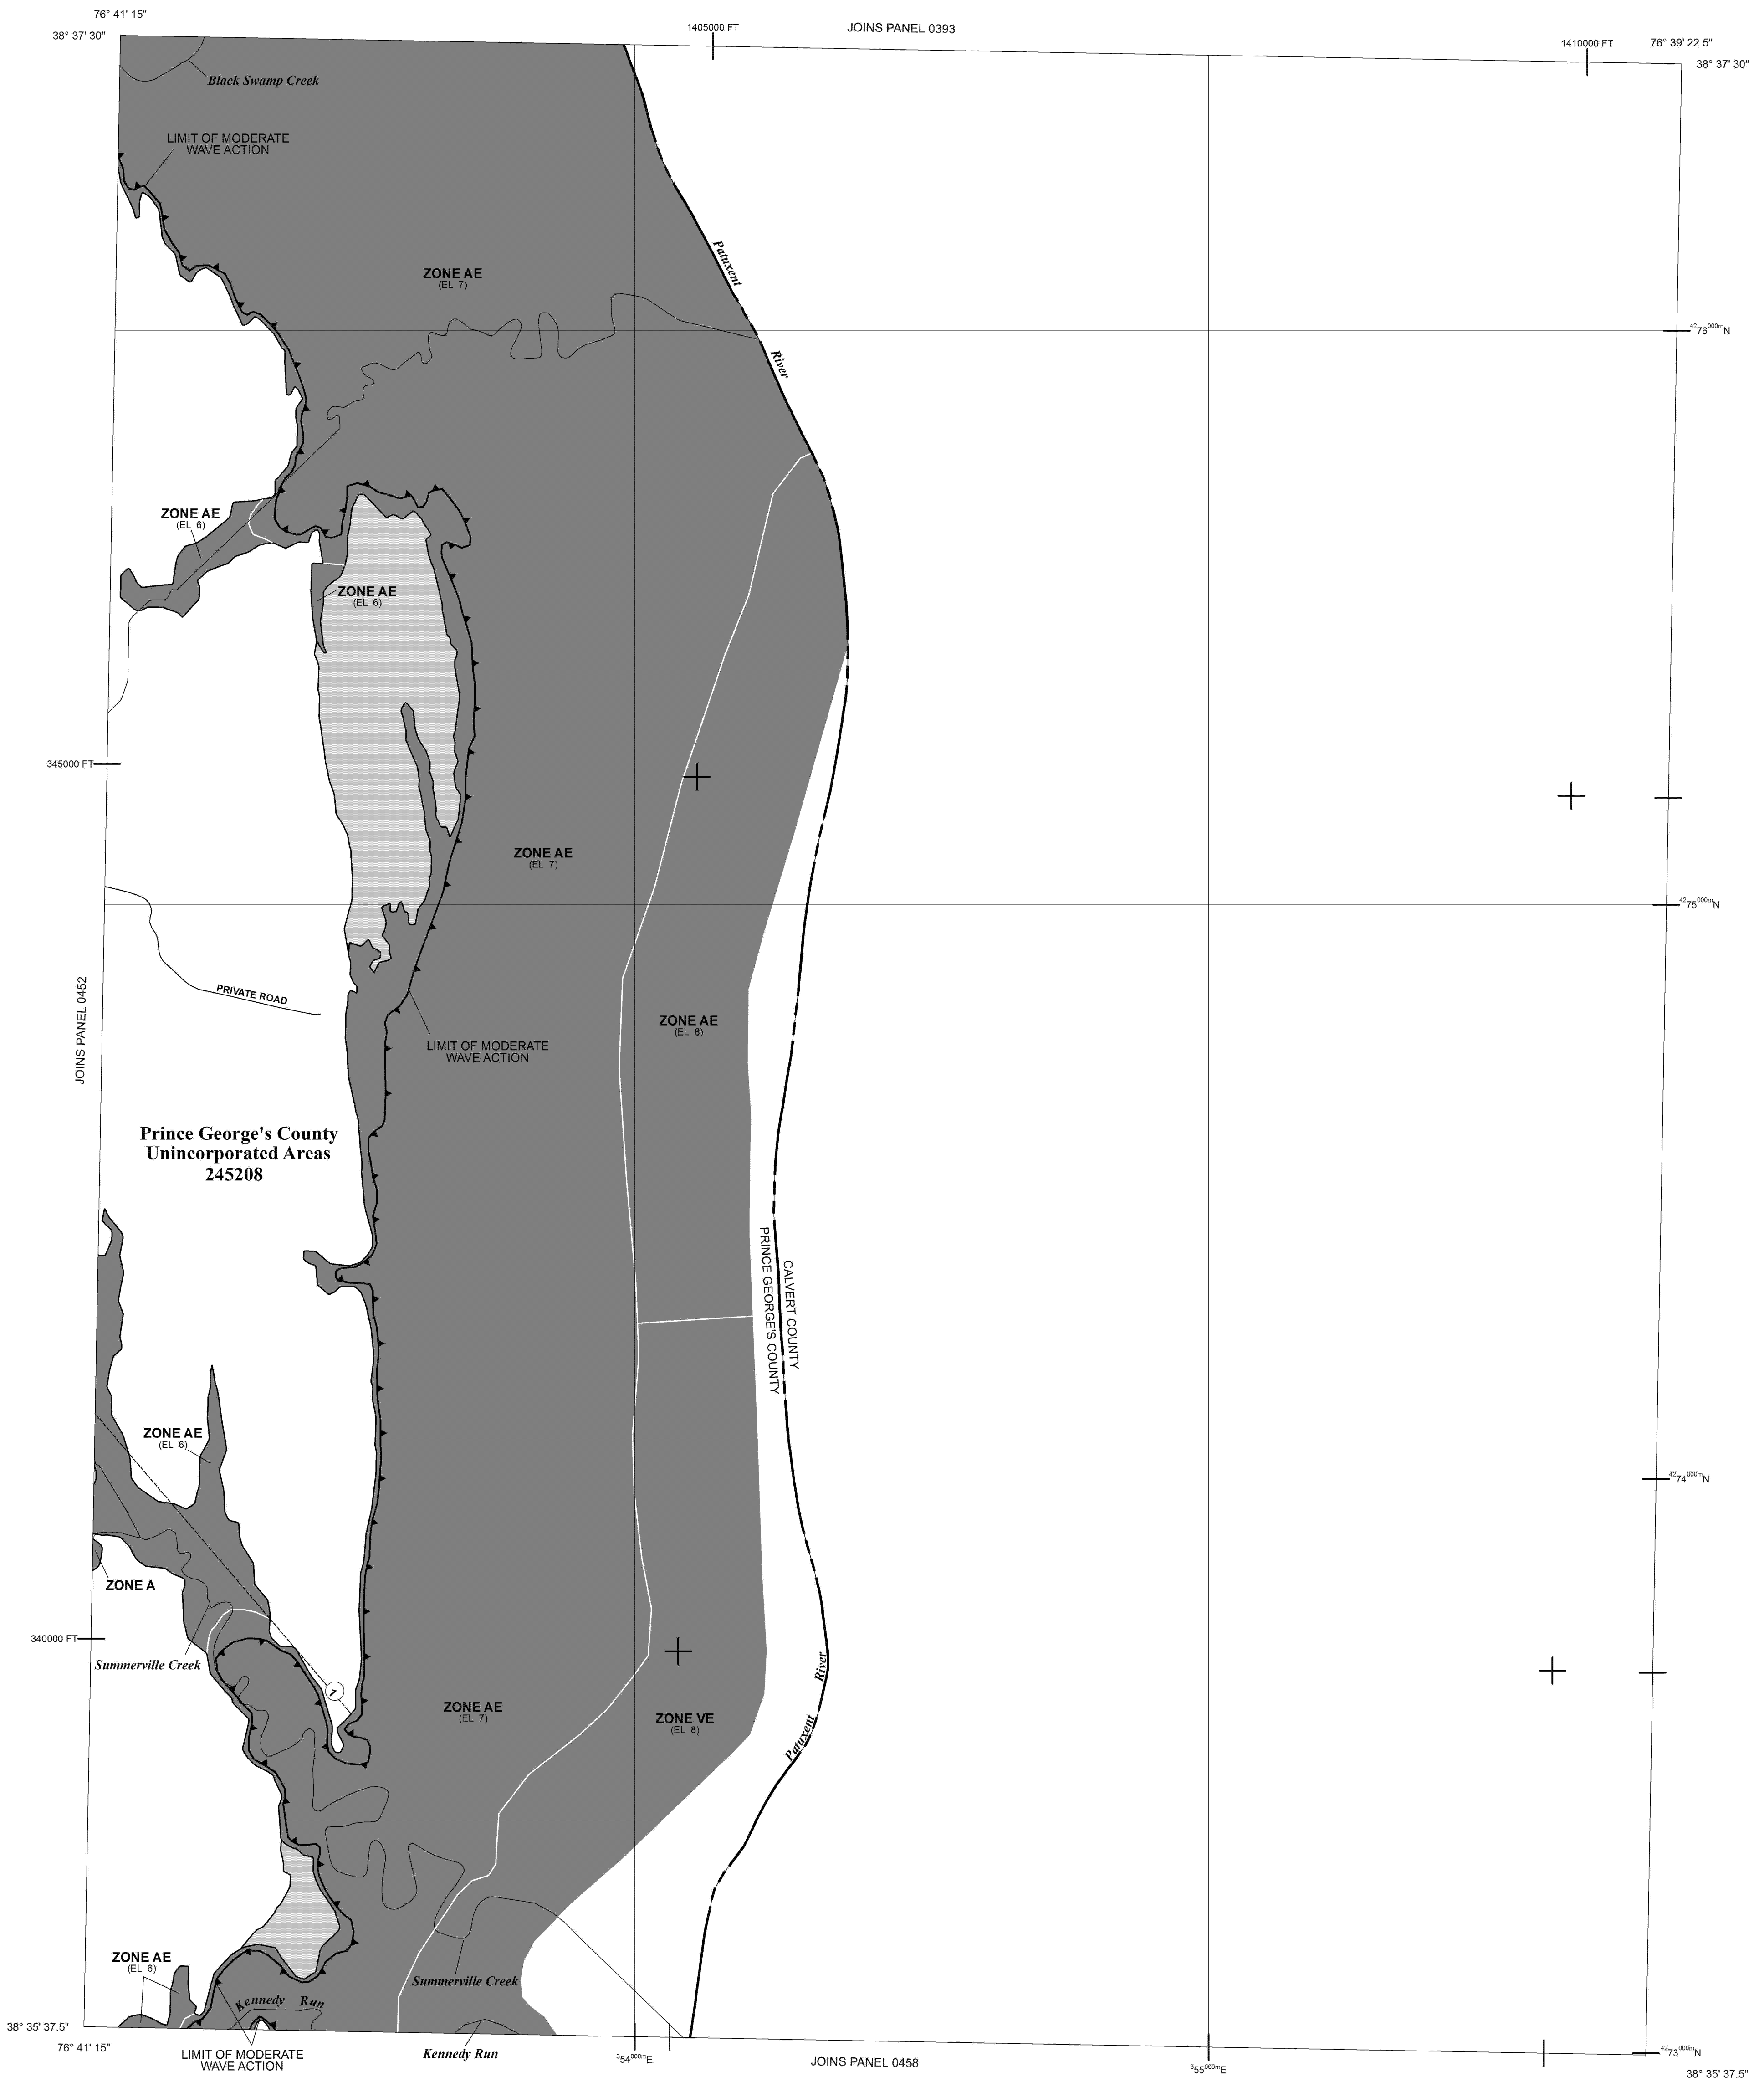 76° 41' 15"
38° 37' 30"
1405000 FT
JOINS PANEL 0393
1410000 FT
76° 39' 22.5"
38° 37' 30"
Black Swamp Creek
LIMIT OF MODERATE
WAVE ACTION
Patuxent
River
ZONE AE
(EL 7)
4276000mN
ZONE AE
(EL 6)
ZONE AE
(EL 6)
345000 FT
ZONE AE
(EL 7)
4275000mN
JOINS PANEL 0452
PRIVATE ROAD
ZONE AE
(EL 8)
LIMIT OF MODERATE
WAVE ACTION
Prince George's County
Unincorporated Areas
245208
PRINCE GEORGE'S COUNTY
CALVERT COUNTY
ZONE AE
(EL 6)
4274000mN
ZONE A
340000 FT
Summerville Creek
1
River
Patuxent
ZONE AE
(EL 7)
ZONE VE
(EL 8)
ZONE AE
(EL 6)
Summerville Creek
Kennedy Run
38° 35' 37.5"
76° 41' 15"
LIMIT OF MODERATE
WAVE ACTION
Kennedy Run
354000mE
JOINS PANEL 0458
355000mE
4273000mN
38° 35' 37.5"